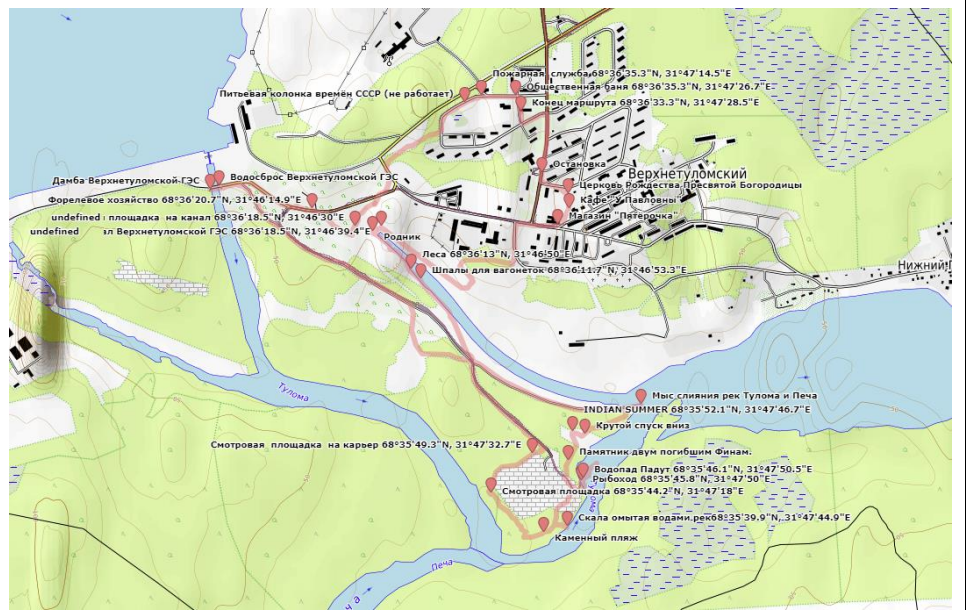 Пожарная служба 68°36'35.3"N, 31°47'14.5"E
Питьевая колонка времён СССР (не работает)
Общественная баня 68°36'35.3"N, 31°47'26.7"E
Конец маршрута 68°36'33.3"N, 31°47'28.5"E
Остановка
Верхнетуломский
Дамба Верхнетуломской ГЭС
Водосброс Верхнетуломской ГЭС
Церковь Рождества Пресвятой Богородицы
Форелевое хозяйство 68°36'20.7"N, 31°46'14.9"E
Кафе "У Павловны"
undefined площадка на канал 68°36'18.5"N, 31°46'30"E
Магазин "Пятёрочка"
undefined ал Верхнетуломской ГЭС 68°36'18.5"N, 31°46'39.4"E
Родник
Леса 68°36'13"N, 31°46'50"E
Шпалы для вагонеток 68°36'11.7"N, 31°46'53.3"E
Нижний
Тулома
Мыс слияния рек Тулома и Печа
INDIAN SUMMER 68°35'52.1"N, 31°47'46.7"E
Крутой спуск вниз
Смотровая площадка на карьер 68°35'49.3"N, 31°47'32.7"E
Памятник двум погибшим Финам.
Водопад Падут 68°35'46.1"N, 31°47'50.5"E
Рыбоход 68°35'45.8"N, 31°47'50"E
Смотровая площадка 68°35'44.2"N, 31°47'18"E
Скала омытая водами рек68°35'39.9"N, 31°47'44.9"E
Каменный пляж
Печа